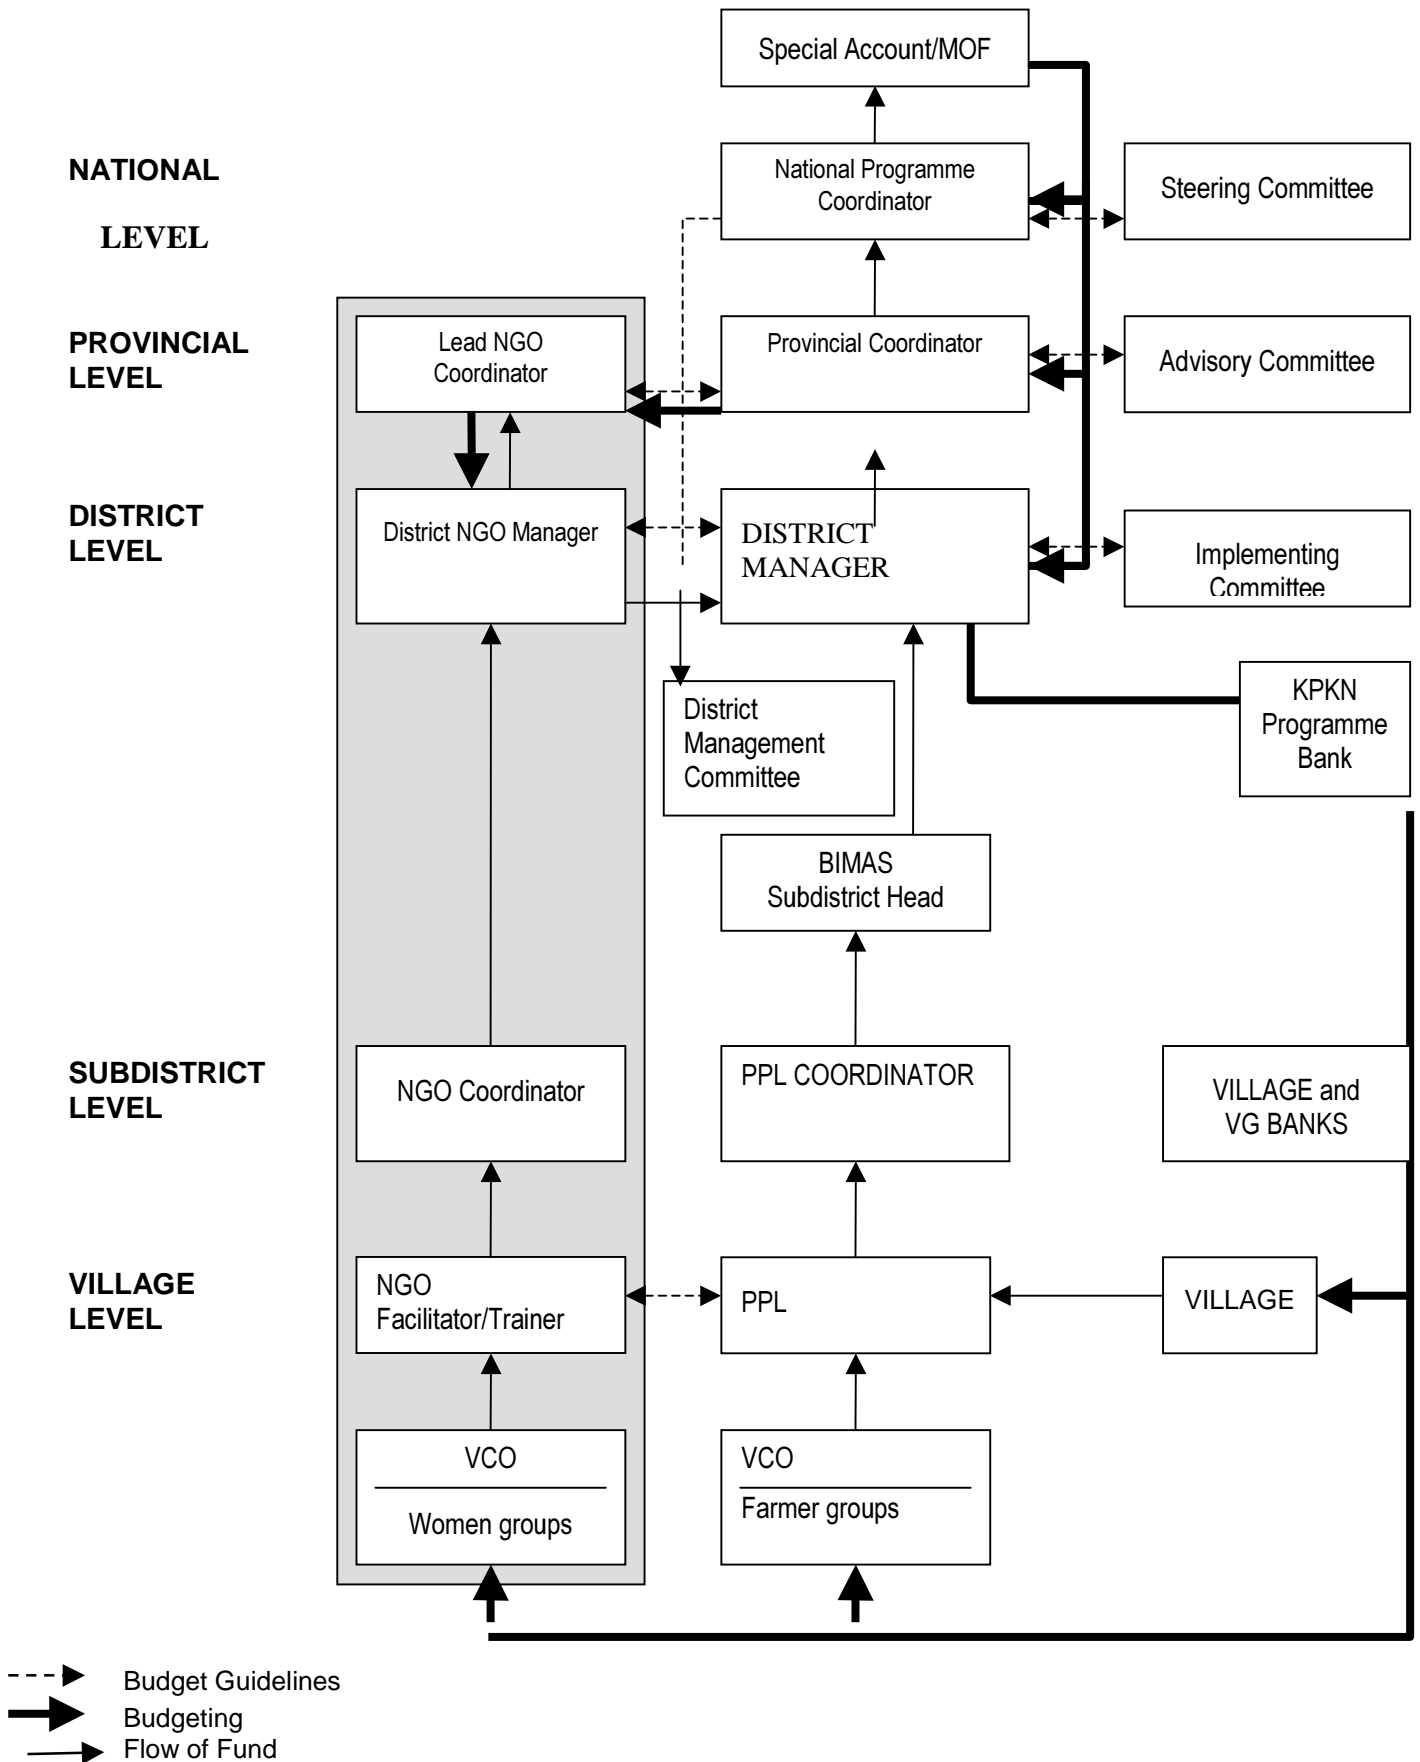 Special Account/MOF
NATIONAL
LEVEL
National Programme
Coordinator
Steering Committee
PROVINCIAL
LEVEL
Lead NGO
Coordinator
Provincial Coordinator
Advisory Committee
DISTRICT
LEVEL
District NGO Manager
DISTRICT
MANAGER
Implementing
Committee
District
Management
Committee
KPKN
Programme
Bank
BIMAS
Subdistrict Head
SUBDISTRICT
LEVEL
NGO Coordinator
PPL COORDINATOR
VILLAGE and
VG BANKS
VILLAGE
LEVEL
NGO
Facilitator/Trainer
PPL
VILLAGE
VCO
Women groups
VCO
Farmer groups
Budget Guidelines
Budgeting
Flow of Fund